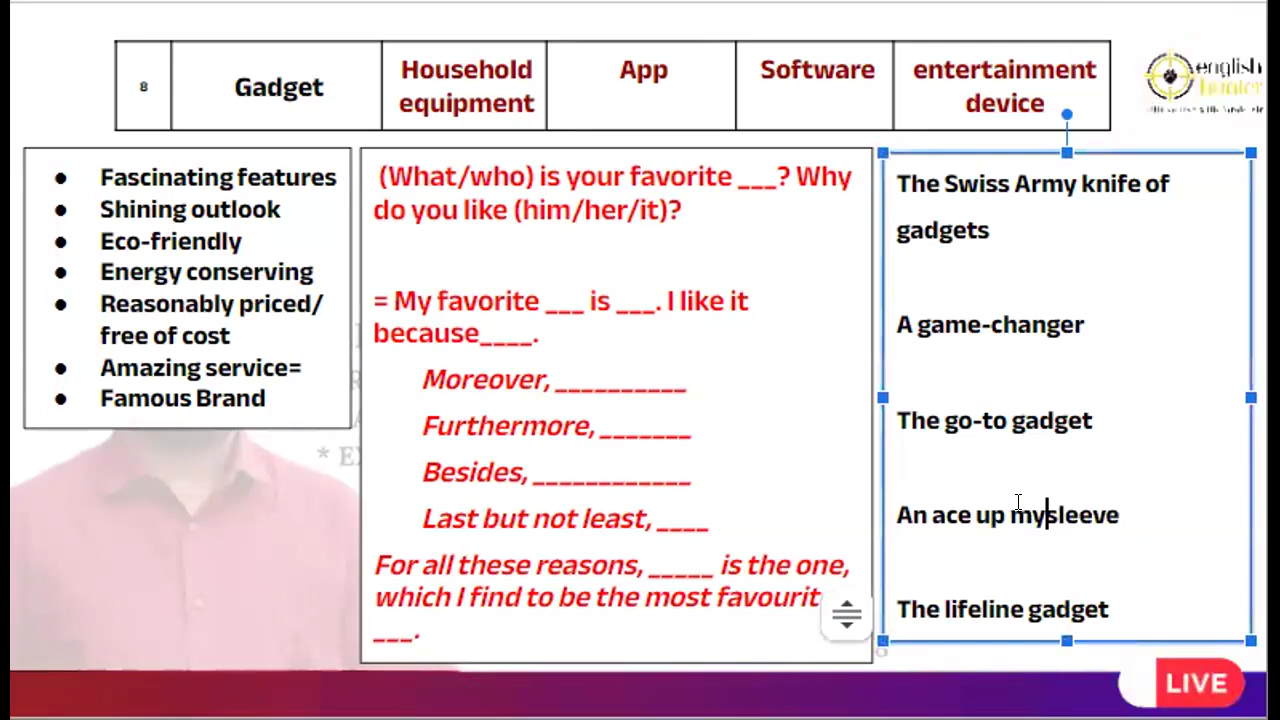 8
Gadget
Household
equipment
App
Software
entertainment
device
english
hunter
Fascinating features
Shining outlook
Eco-friendly
Energy conserving
Reasonably priced/
free of cost
Amazing service=
Famous Brand
(What/who) is your favorite ___? Why
do you like (him/her/it)?
= My favorite ___ is ___. I like it
because____.
Moreover, __________
Furthermore, _______
Besides, ____________
Last but not least, ____
For all these reasons, _____ is the one,
which I find to be the most favourit
___.
The Swiss Army knife of
gadgets
A game-changer
The go-to gadget
An ace up mysleeve
The lifeline gadget
LIVE